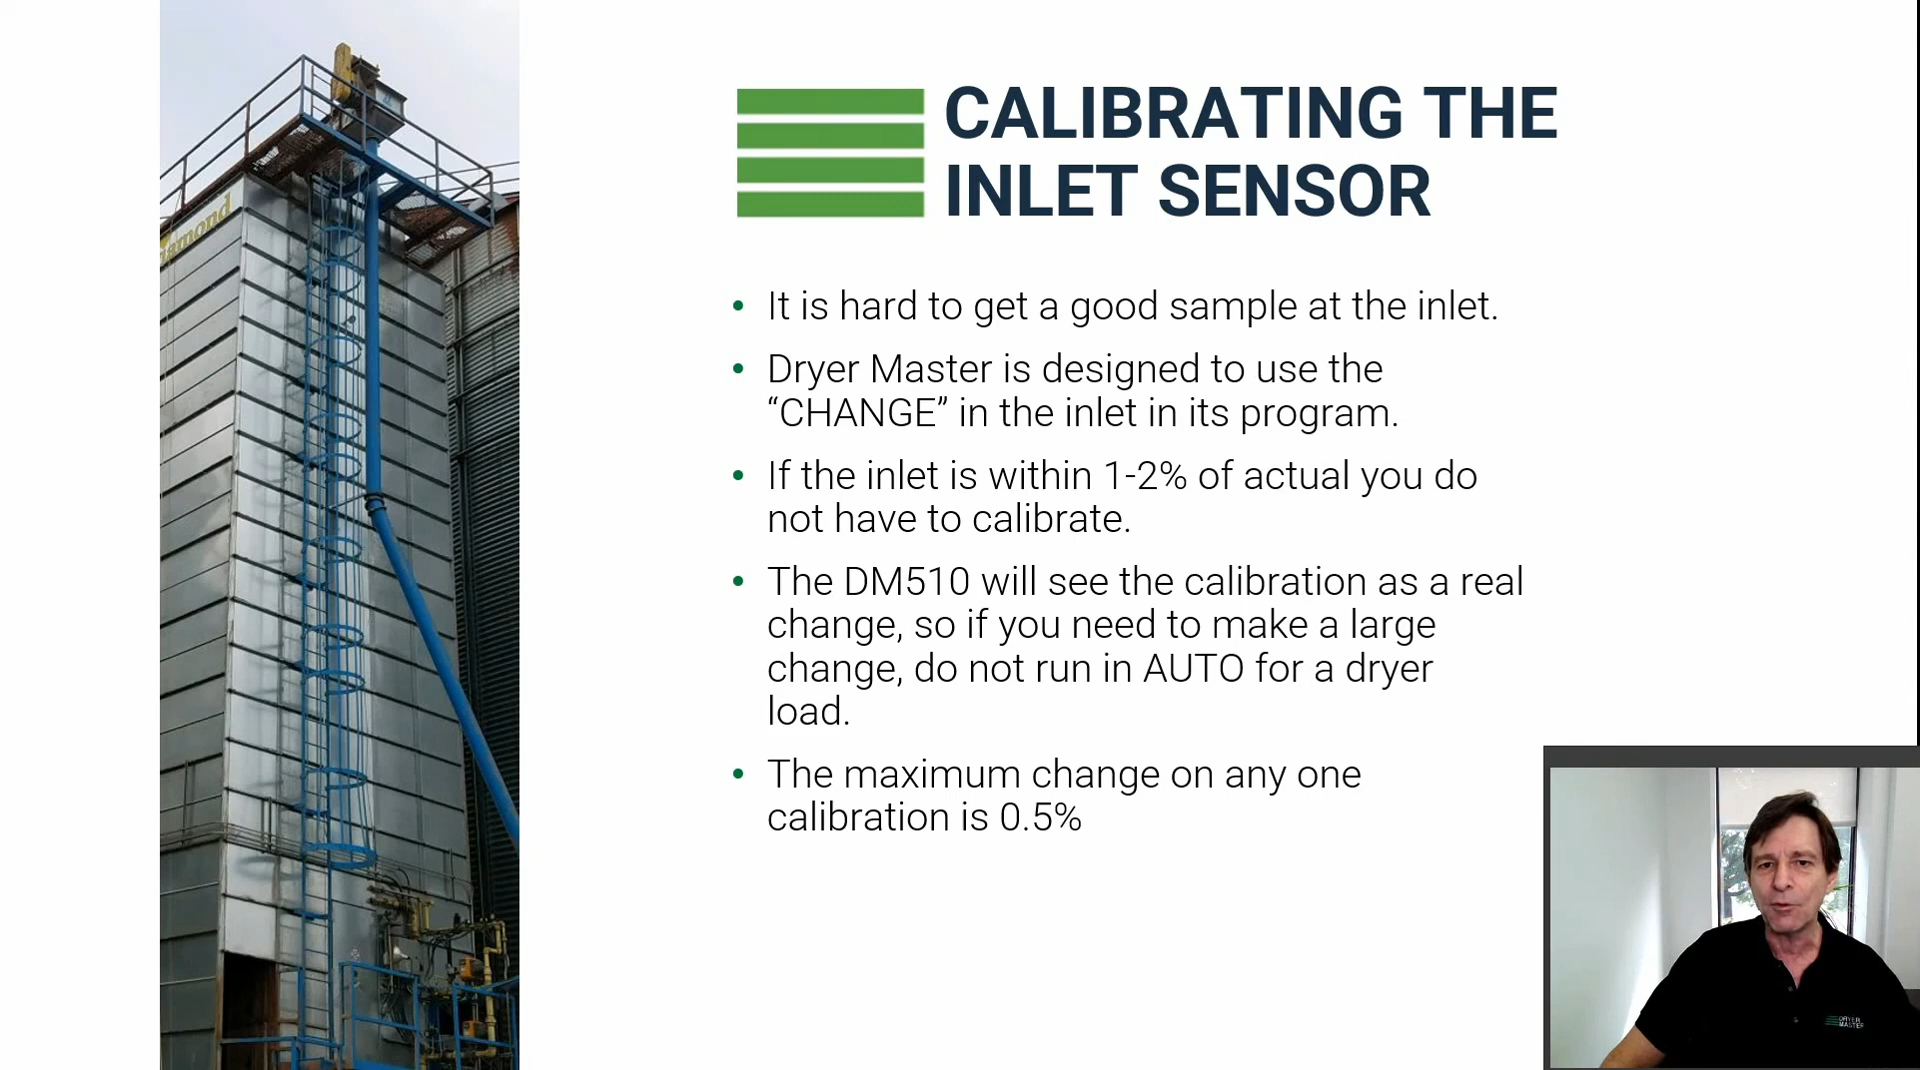 CALIBRATING THE
INLET SENSOR
• It is hard to get a good sample at the inlet.
• Dryer Master is designed to use the
“CHANGE” in the inlet in its program.
• If the inlet is within 1-2% of actual you do
not have to calibrate.
• The DM510 will see the calibration as a real
change, so if you need to make a large
change, do not run in AUTO for a dryer
load.
• The maximum change on any one
calibration is 0.5%
DRYER
MASTER